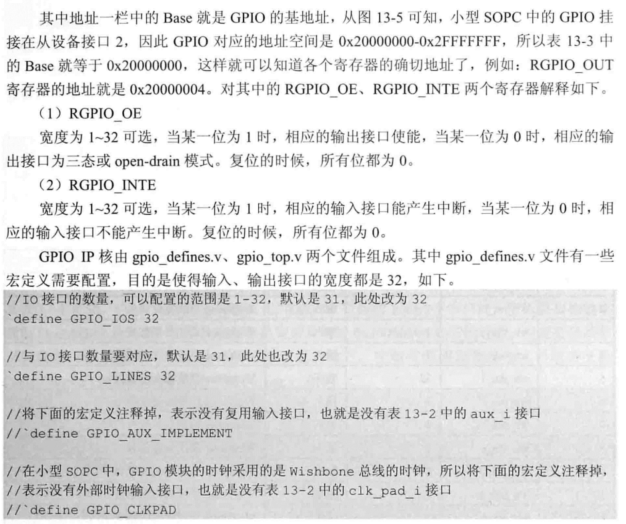 其中地址一栏中的 Base 就是 GPIO 的基地址，从图 13-5 可知，小型 SOPC 中的 GPIO 挂
接在从设备接口 2，因此 GPIO 对应的地址空间是 0x20000000-0x2FFFFFFF，所以表 13-3 中
的 Base 就等于 0x20000000，这样就可以知道各个寄存器的确切地址了，例如：RGPIO_OUT
寄存器的地址就是 0x20000004。对其中的 RGPIO_OE、RGPIO_INTE 两个寄存器解释如下。
（1）RGPIO_OE
宽度为 1~32 可选，当某一位为 1 时，相应的输出接口使能，当某一位为 0 时，相应的输
出接口为三态或 open-drain 模式。复位的时候，所有位都为 0。
（2）RGPIO_INTE
宽度为 1~32 可选，当某一位为 1 时，相应的输入接口能产生中断，当某一位为 0 时，相
应的输入接口不能产生中断。复位的时候，所有位都为 0。
GPIO IP 核由 gpio_defines.v、gpio_top.v 两个文件组成。其中 gpio_defines.v 文件有一些
宏定义需要配置，目的是使得输入、输出接口的宽度都是 32，如下。
//IO 接口的数量，可以配置的范围是 1-32，默认是 31，此处改为 32
`define GPIO_IOS 32
//与 IO 接口数量要对应，默认是 31，此处也改为 32
`define GPIO_LINES 32
//将下面的宏定义注释掉，表示没有复用输入接口，也就是没有表 13-2 中的 aux_i 接口
//`define GPIO_AUX_IMPLEMENT
//在小型 SOPC 中，GPIO 模块的时钟采用的是 Wishbone 总线的时钟，所以将下面的宏定义注释掉，
//表示没有外部时钟输入接口，也就是没有表 13-2 中的 clk_pad_i 接口
//`define GPIO_CLKPAD